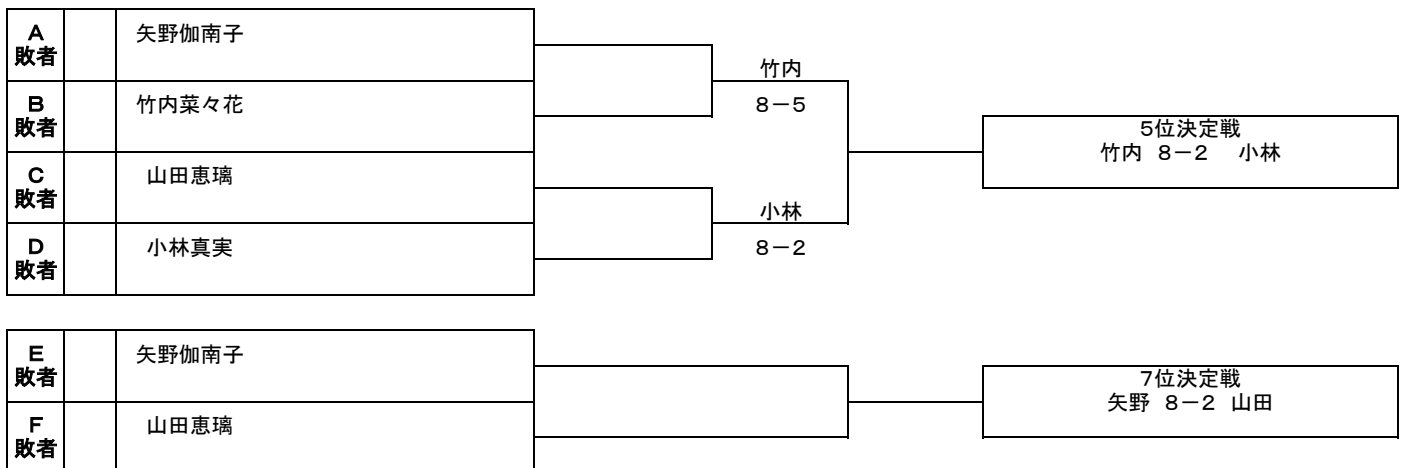 A
敗者
矢野伽南子
竹内
B
敗者
竹内菜々花
8-5
5位決定戦
竹内 8-2 小林
C
敗者
山田恵璃
小林
D
敗者
小林真実
8-2
E
敗者
矢野伽南子
7位決定戦
矢野 8-2 山田
F
敗者
山田恵璃